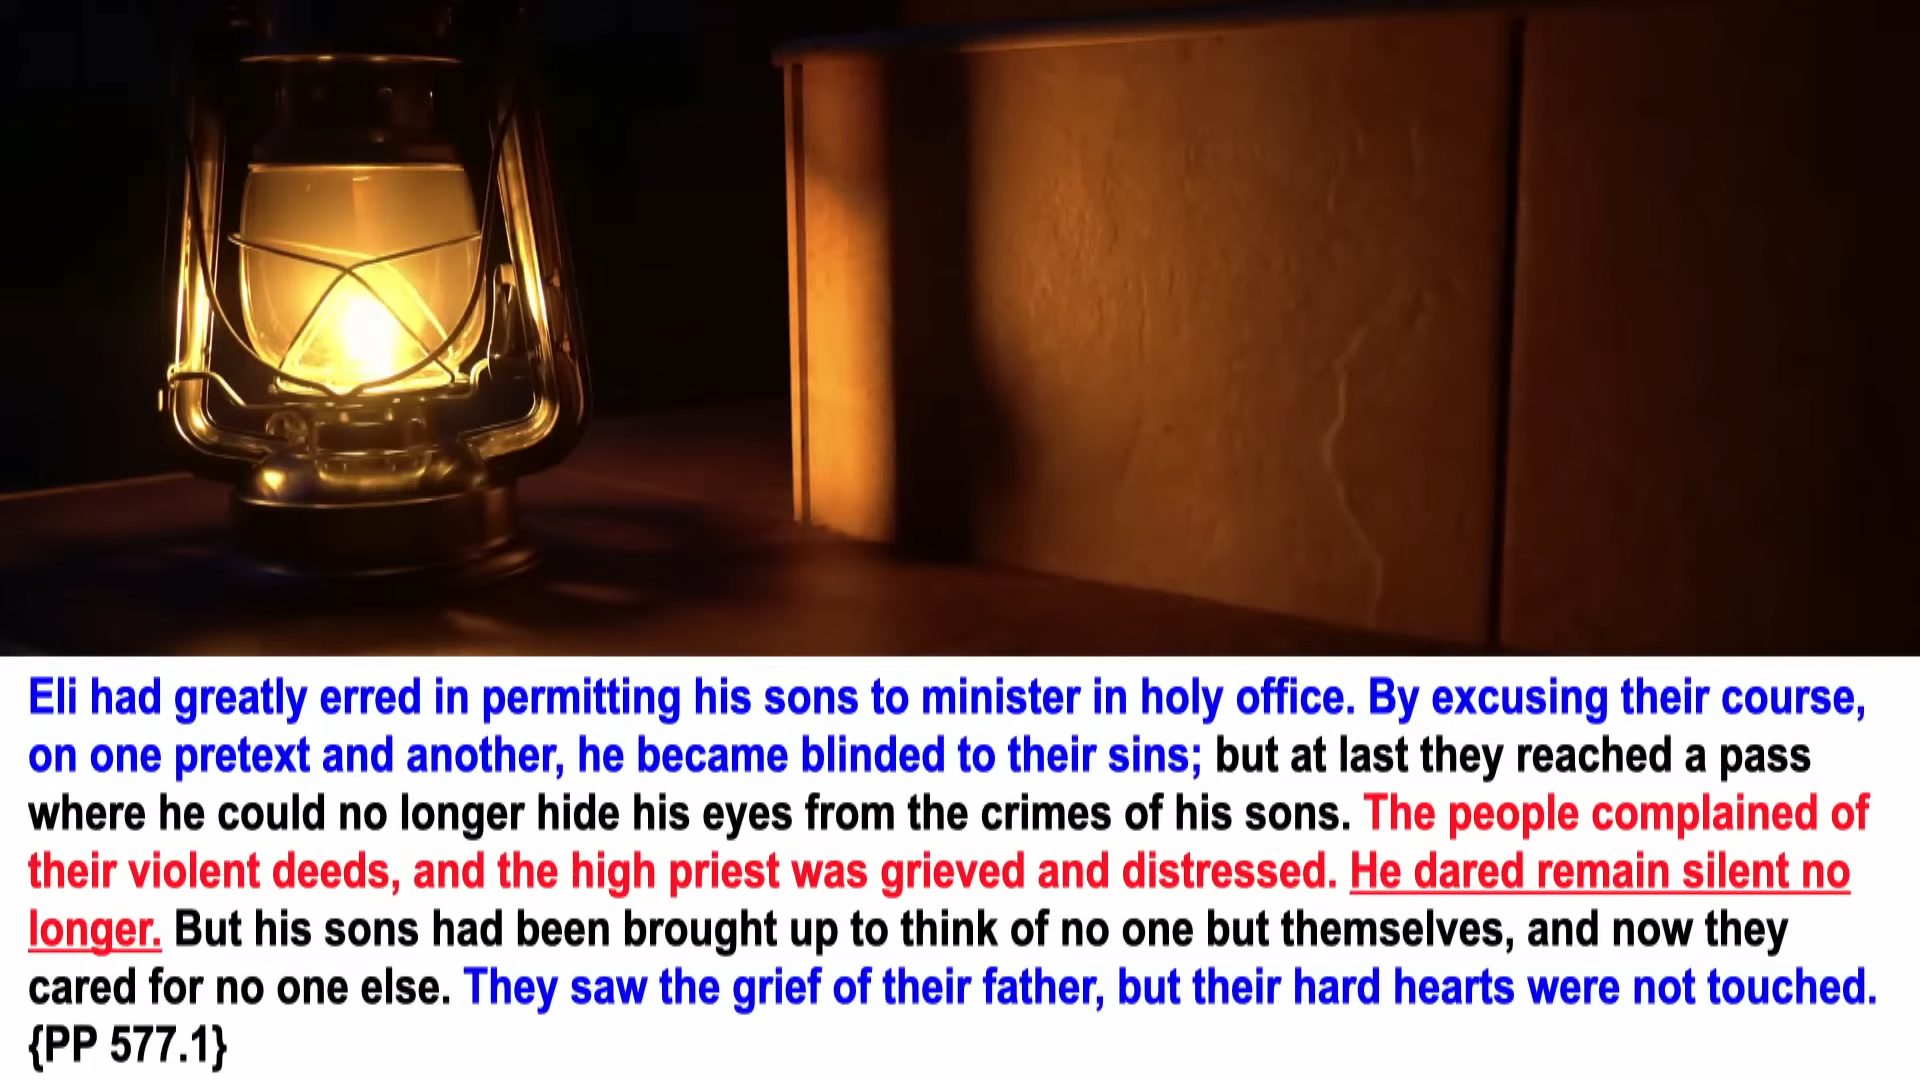 Eli had greatly erred in permitting his sons to minister in holy office. By excusing their course,
on one pretext and another, he became blinded to their sins; but at last they reached a pass
where he could no longer hide his eyes from the crimes of his sons. The people complained of
their violent deeds, and the high priest was grieved and distressed. He dared remain silent no
longer. But his sons had been brought up to think of no one but themselves, and now they
cared for no one else. They saw the grief of their father, but their hard hearts were not touched.
{PP 577.1}